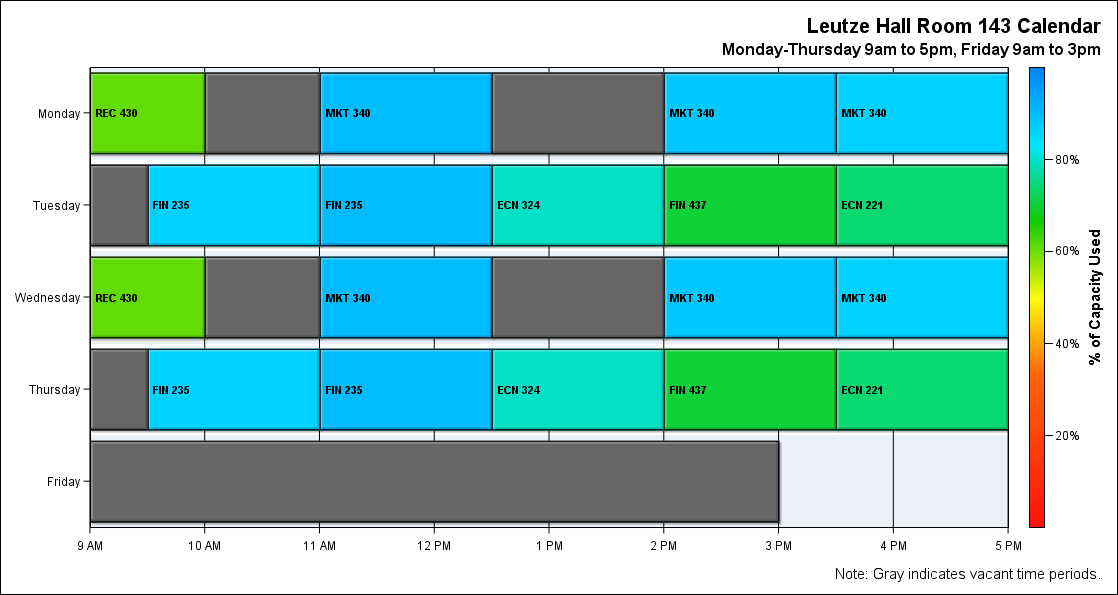 Leutze Hall Room 143 Calendar
Monday-Thursday 9am to 5pm, Friday 9am to 3pm
Monday
REC 430
MKT 340
MKT 340
MKT 340
Tuesday
FIN 235
FIN 235
ECN 324
FIN 437
ECN 221
Wednesday
REC 430
MKT 340
MKT 340
MKT 340
Thursday
FIN 235
FIN 235
ECN 324
FIN 437
ECN 221
Friday
9 AM
10 AM
11 AM
12 PM
1 PM
2 PM
3 PM
4 PM
5 PM
80%
60%
40%
20%
% of Capacity Used
Note: Gray indicates vacant time periods.